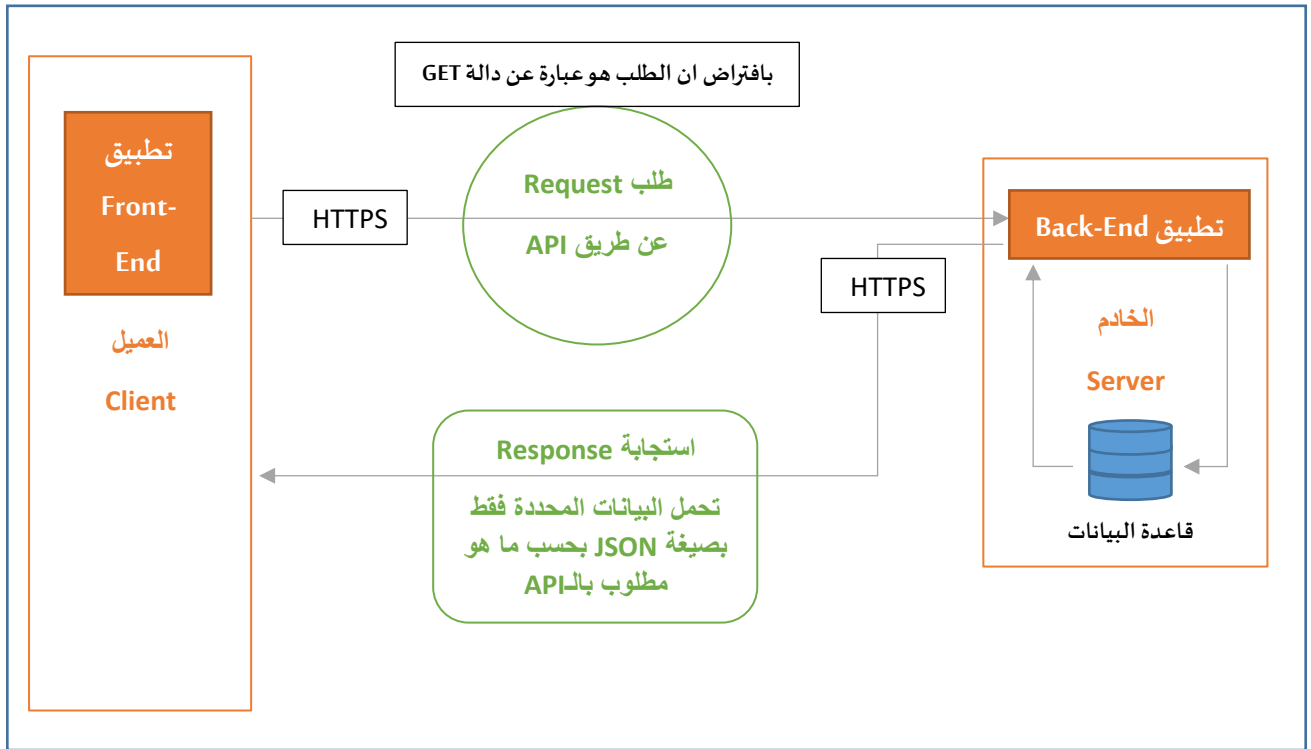 بافتراض ان الطلب هو عبارة عن دالة GET
تطبيق
Front-
End
العميل
Client
HTTPS
طلب Request
عن طريق API
HTTPS
تطبيق Back-End
الخادم
Server
قاعدة البيانات
استجابة Response
تحمل البيانات المحددة فقط
بصيغة JSON بحسب ما هو
مطلوب بالـAPI